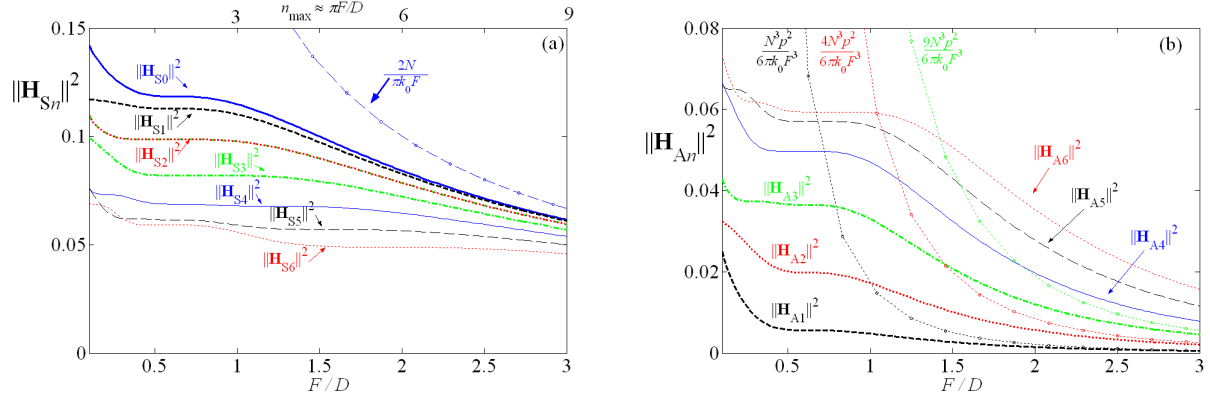 3
n_max ≈ πF/D
6
9
0.15
(a)
||H_S0||²
2N
πk₀F
||H_Sn||²
||H_S1||²
0.1
||H_S2||²
||H_S3||²
||H_S4||²
||H_S5||²
0.05
||H_S6||²
0
0.5
1
1.5
2
2.5
3
F/D
0.08
N³p²
6πk₀F³
4N³p²
6πk₀F³
9N³p²
6πk₀F³
(b)
0.06
||H_An||²
||H_A6||²
||H_A5||²
0.04
||H_A3||²
||H_A4||²
||H_A2||²
0.02
||H_A1||²
0
0.5
1
1.5
2
2.5
3
F/D